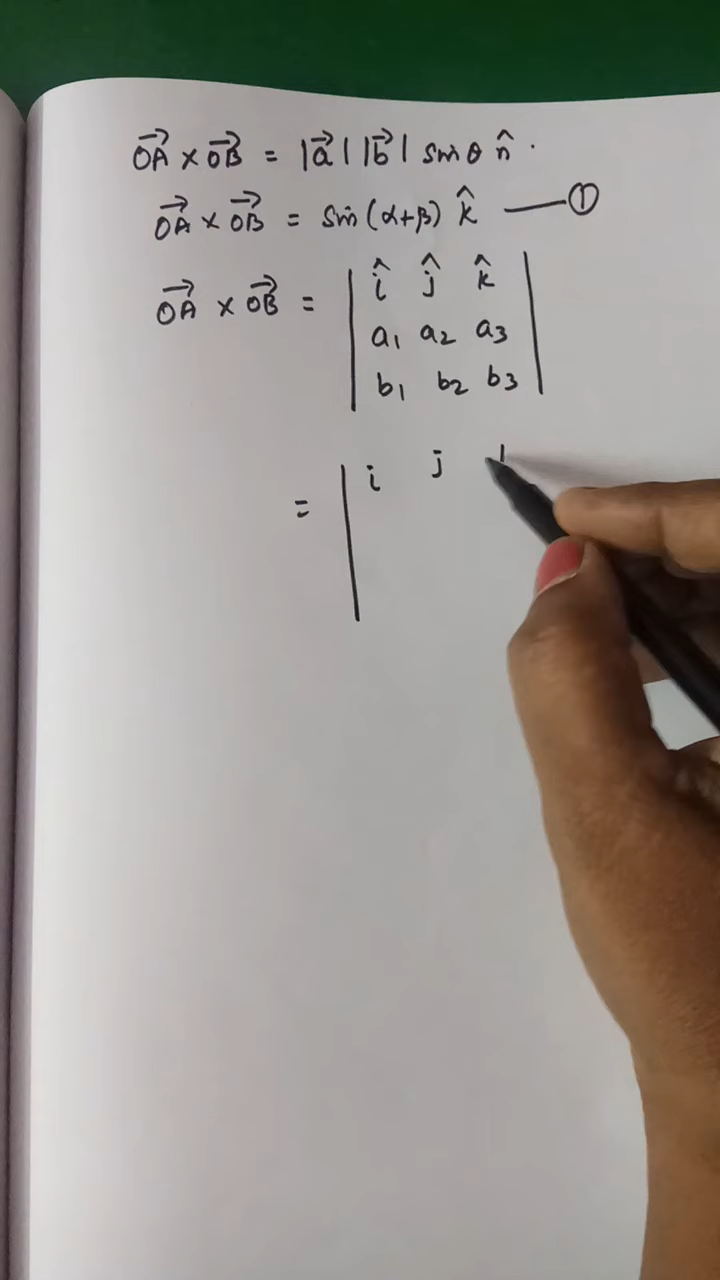 OA⃗ × OB⃗ = |a⃗| |b⃗| sin θ n̂ .
OA⃗ × OB⃗ = sin (α+β) k̂ —— ①
OA⃗ × OB⃗ = | î ĵ k̂ |
a₁ a₂ a₃
b₁ b₂ b₃
= | i j